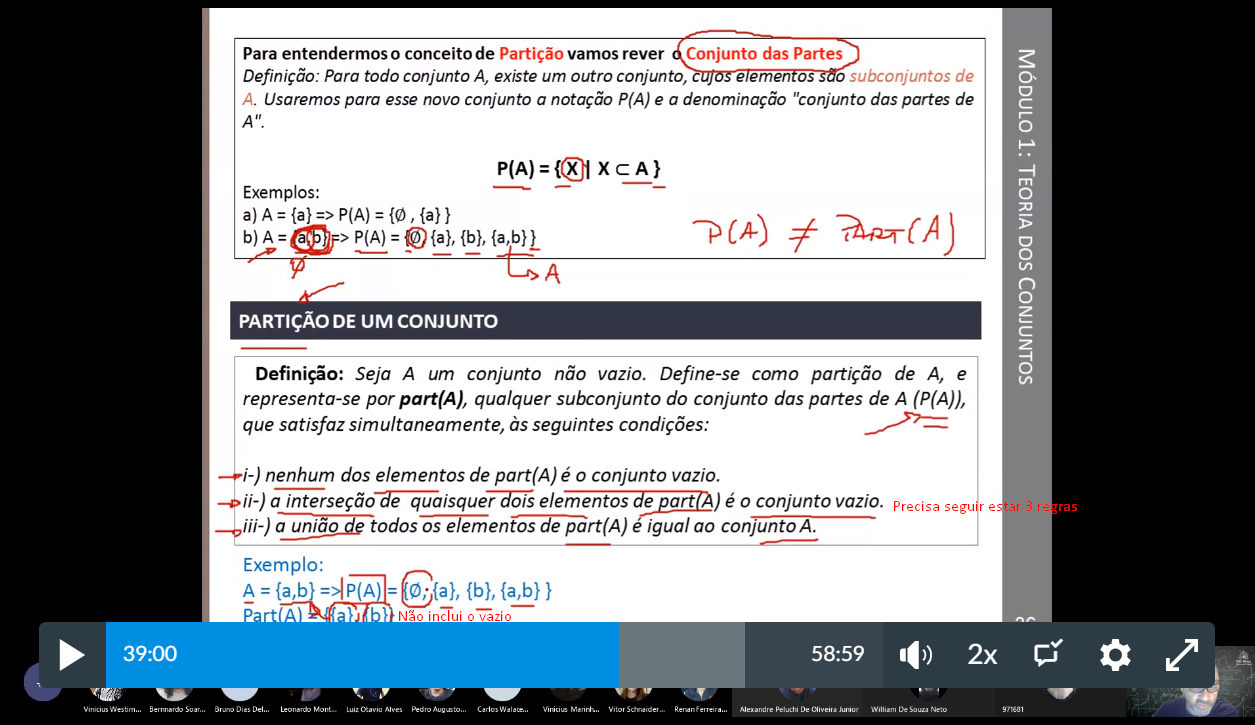 Para entendermos o conceito de Partição vamos rever o Conjunto das Partes
Definição: Para todo conjunto A, existe um outro conjunto, cujos elementos são subconjuntos de
A. Usaremos para esse novo conjunto a notação P(A) e a denominação "conjunto das partes de
A".
P(A) = { X | X ⊂ A }
Exemplos:
a) A = {a} => P(A) = {∅ , {a} }
b) A = {a,b} => P(A) = {∅, {a}, {b}, {a,b} }
∅
A
P(A) ≠ PART(A)
PARTIÇÃO DE UM CONJUNTO
Definição: Seja A um conjunto não vazio. Define-se como partição de A, e
representa-se por part(A), qualquer subconjunto do conjunto das partes de A (P(A)),
que satisfaz simultaneamente, às seguintes condições:
i-) nenhum dos elementos de part(A) é o conjunto vazio.
ii-) a interseção de quaisquer dois elementos de part(A) é o conjunto vazio.
Precisa seguir estar 3 regras
iii-) a união de todos os elementos de part(A) é igual ao conjunto A.
Exemplo:
A = {a,b} => P(A) = {∅, {a}, {b}, {a,b} }
Part(A) = {{a}, {b}}
Não inclui o vazio
MÓDULO 1: TEORIA DOS CONJUNTOS
39:00
58:59
2x
Vinicius Westim...
Bernnardo Soar...
Bruno Dias Del...
Leonardo Mont...
Luiz Otavio Alves
Pedro Augusto...
Carlos Walace...
Vinicius Marinh...
Vitor Schnaider...
Renan Ferreira...
Alexandre Peluchi De Oliveira Junior
William De Souza Neto
971681